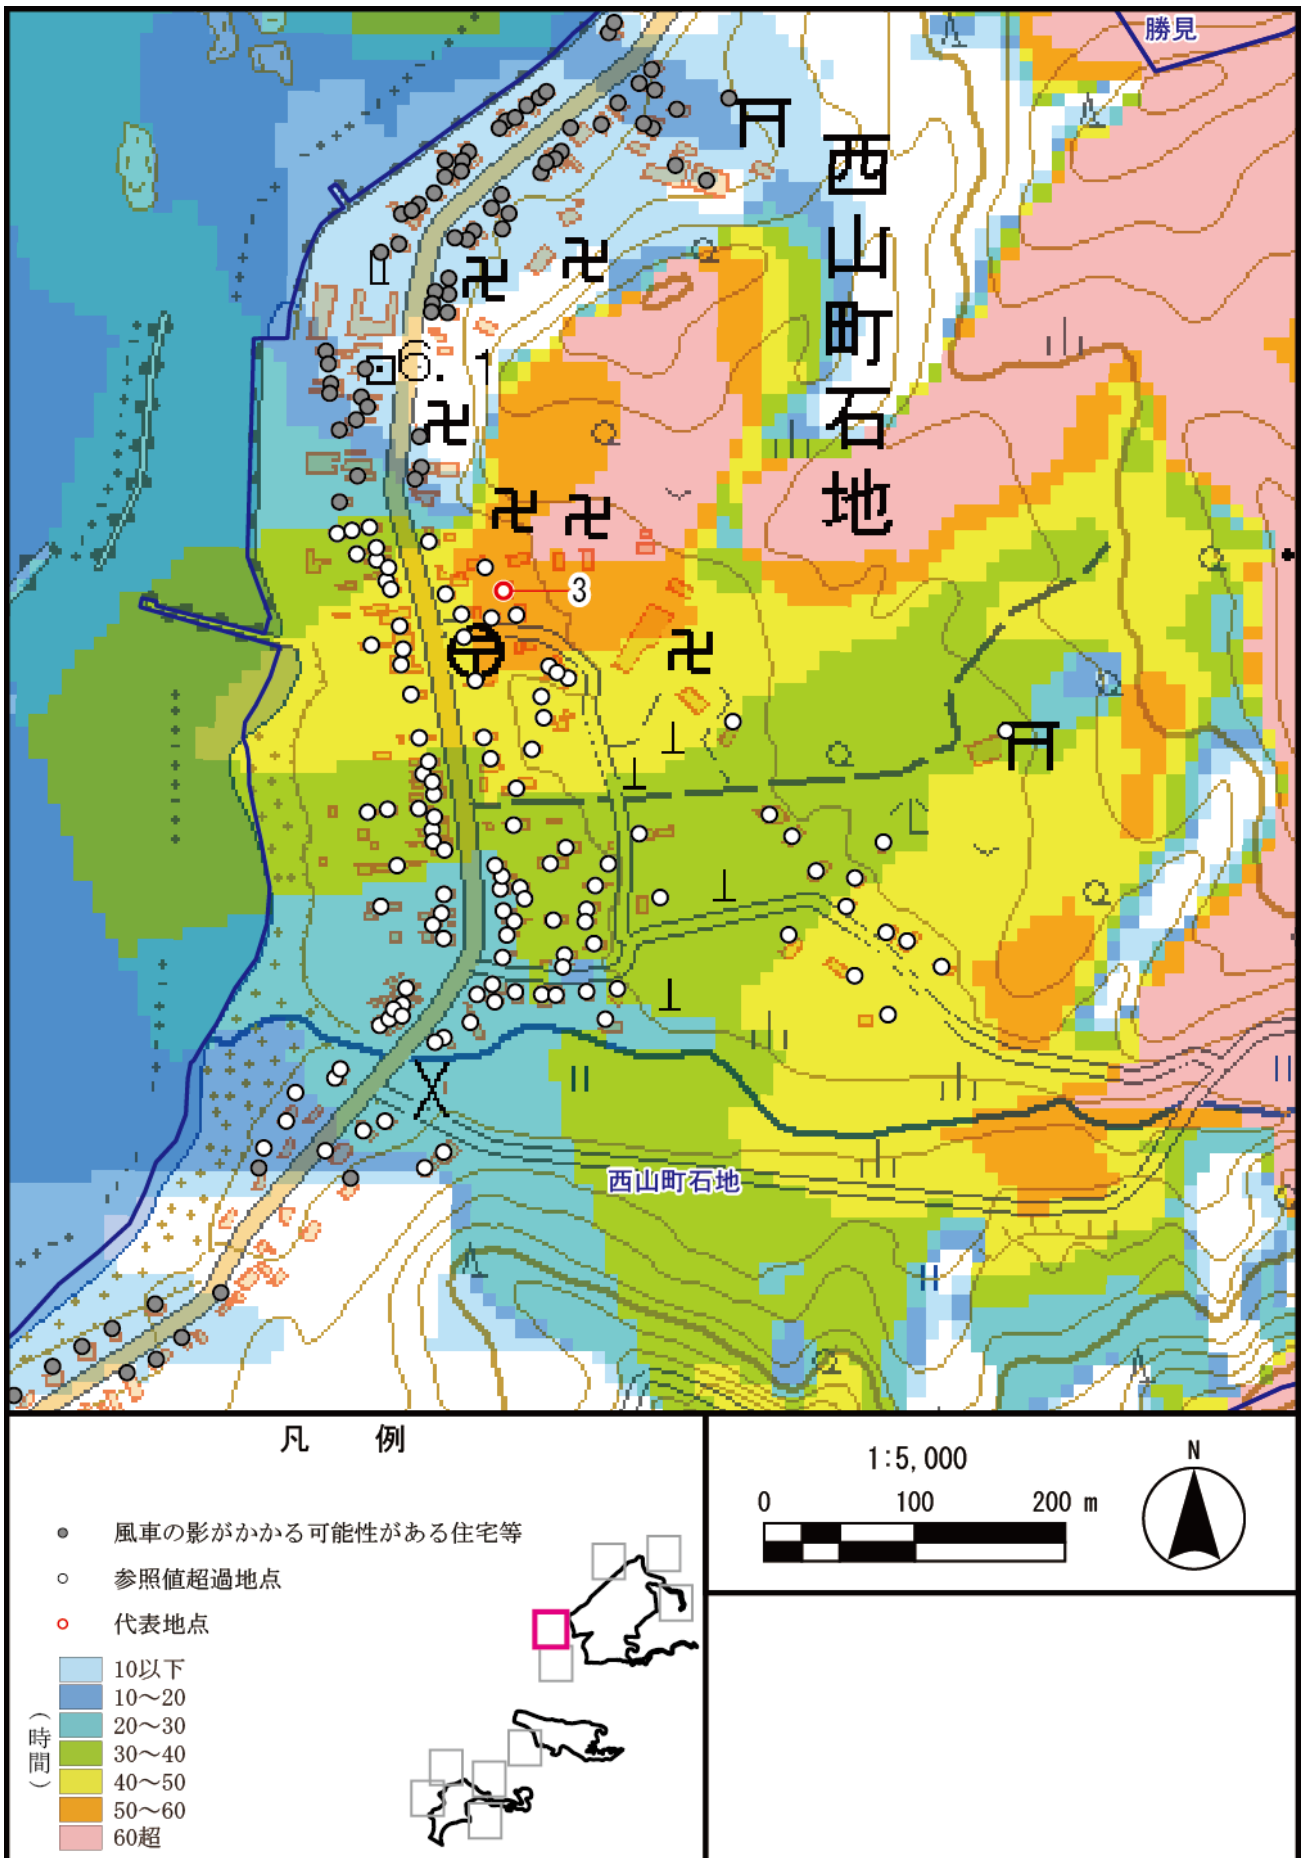 勝見
西山町石地
3
西山町石地
凡 例
風車の影がかかる可能性がある住宅等
参照値超過地点
代表地点
(時間)
10以下
10～20
20～30
30～40
40～50
50～60
60超
1:5,000
0 100 200 m
N